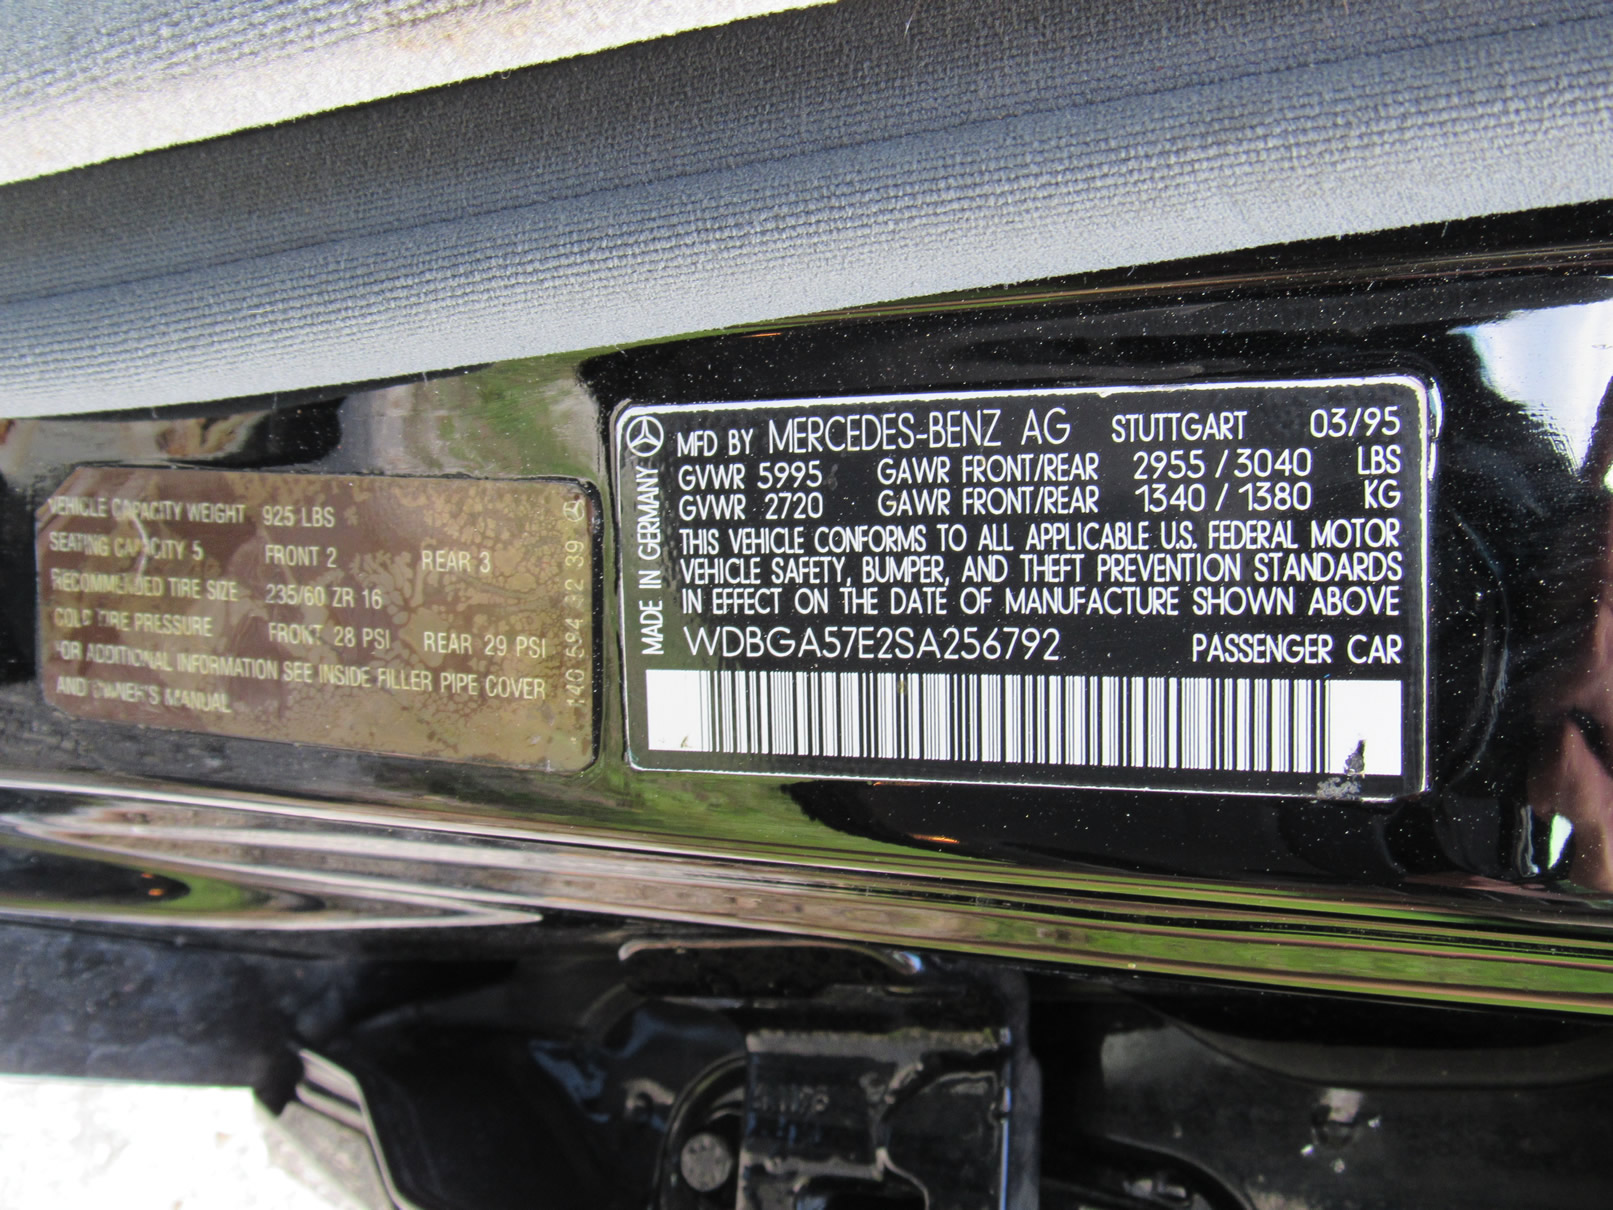 VEHICLE CAPACITY WEIGHT 925 LBS
SEATING CAPACITY 5 FRONT 2 REAR 3
RECOMMENDED TIRE SIZE 235/60 ZR 16
COLD TIRE PRESSURE FRONT 28 PSI REAR 29 PSI
FOR ADDITIONAL INFORMATION SEE INSIDE FILLER PIPE COVER
AND OWNER'S MANUAL
140 584 42 39
MADE IN GERMANY
MFD BY MERCEDES-BENZ AG STUTTGART 03/95
GVWR 5995 GAWR FRONT/REAR 2955 / 3040 LBS
GVWR 2720 GAWR FRONT/REAR 1340 / 1380 KG
THIS VEHICLE CONFORMS TO ALL APPLICABLE U.S. FEDERAL MOTOR
VEHICLE SAFETY, BUMPER, AND THEFT PREVENTION STANDARDS
IN EFFECT ON THE DATE OF MANUFACTURE SHOWN ABOVE
WDBGA57E2SA256792 PASSENGER CAR